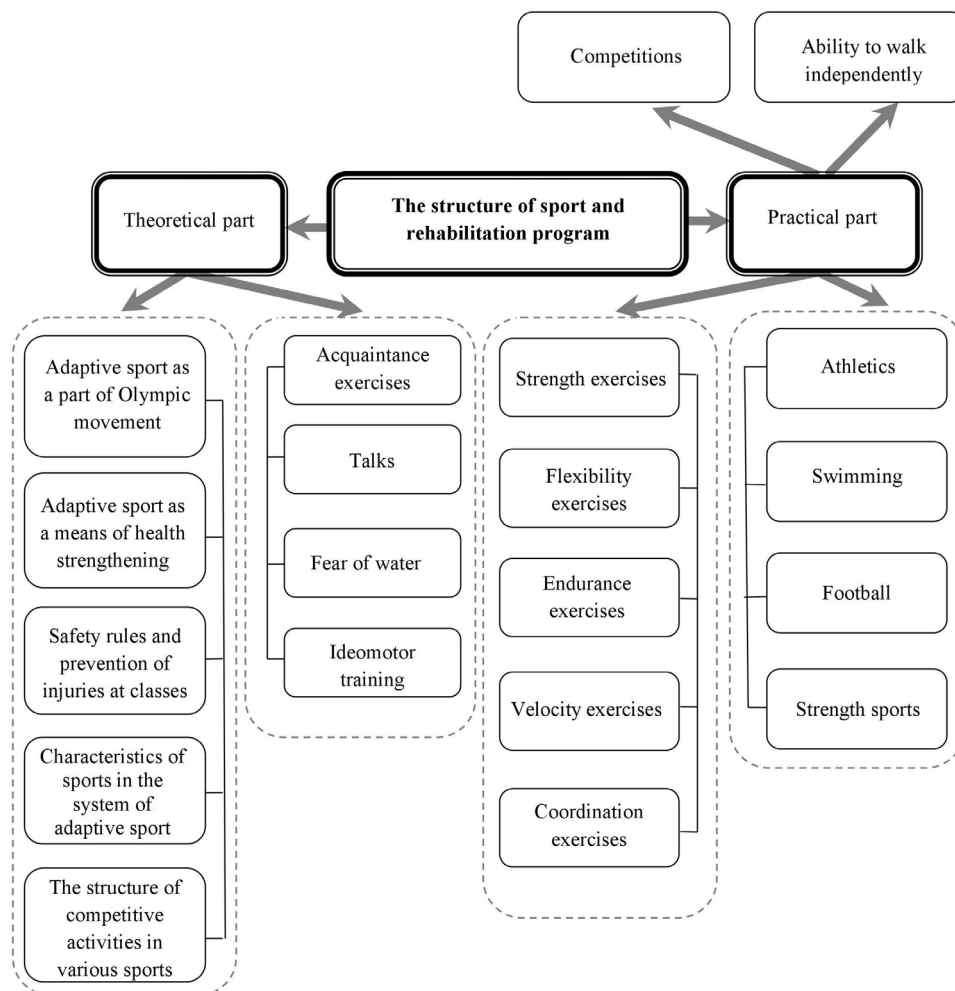 Competitions
Ability to walk
independently
Theoretical part
The structure of sport and
rehabilitation program
Practical part
Adaptive sport as
a part of Olympic
movement
Adaptive sport as
a means of health
strengthening
Safety rules and
prevention of
injuries at classes
Characteristics of
sports in the
system of
adaptive sport
The structure of
competitive
activities in
various sports
Acquaintance
exercises
Talks
Fear of water
Ideomotor
training
Strength exercises
Flexibility
exercises
Endurance
exercises
Velocity exercises
Coordination
exercises
Athletics
Swimming
Football
Strength sports